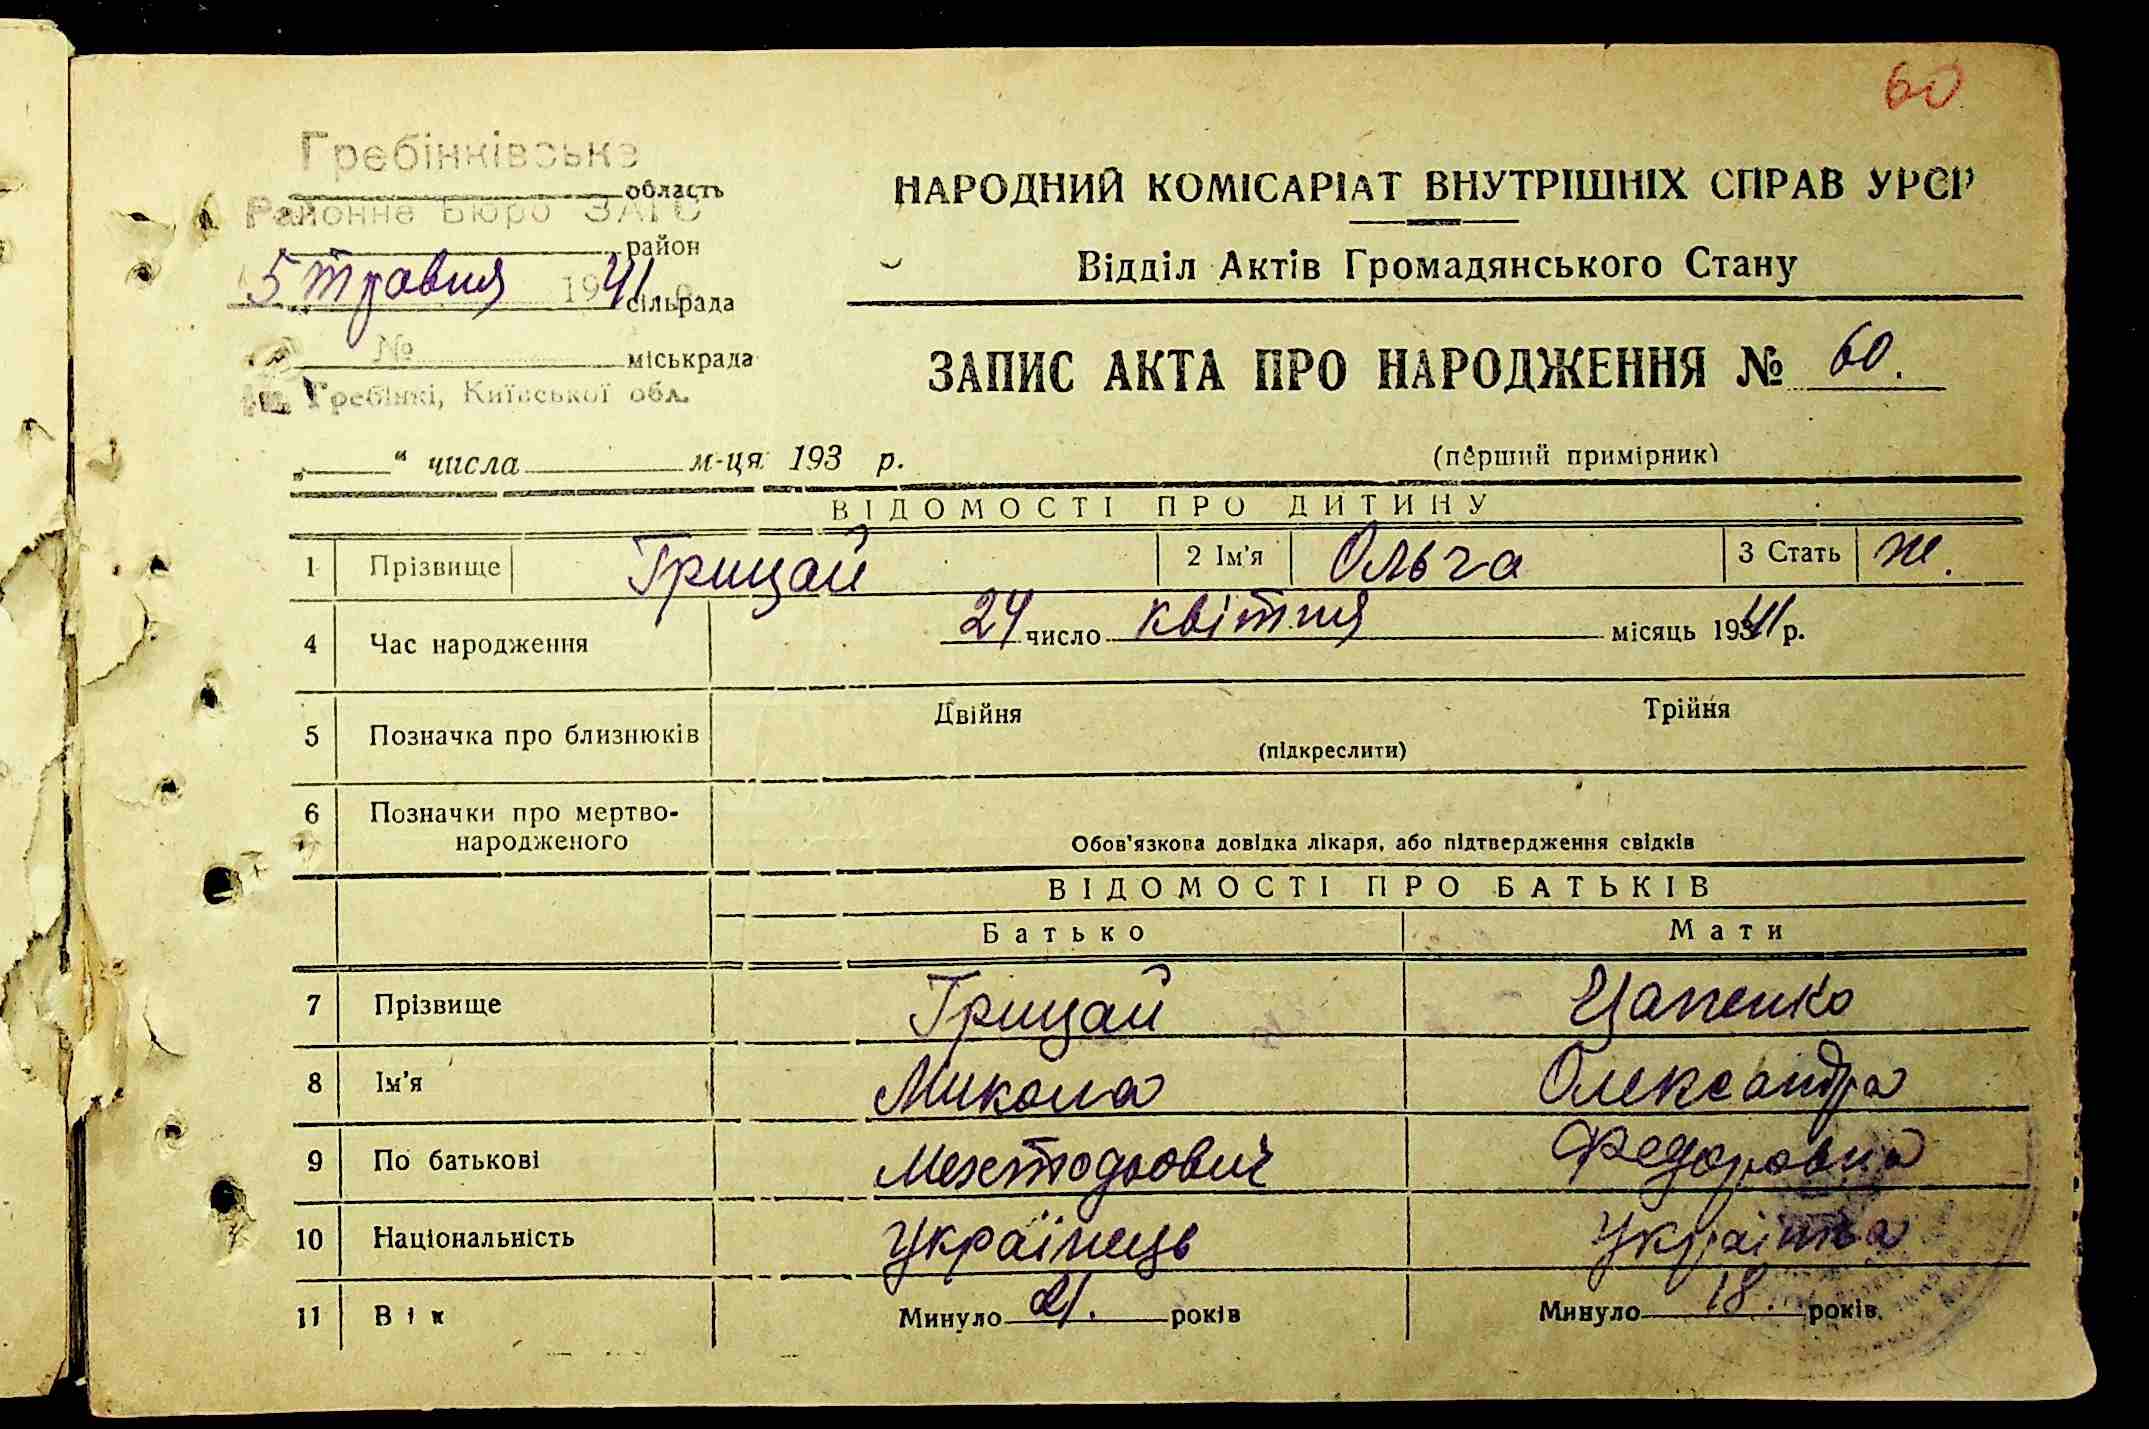 60
Гребінківське
область
Районне Бюро ЗАГС
район
5 травня 1941
сільрада
№ міськрада
Гребінкі, Київської обл.
НАРОДНИЙ КОМІСАРІАТ ВНУТРІШНІХ СПРАВ УРСР
Відділ Актів Громадянського Стану
ЗАПИС АКТА ПРО НАРОДЖЕННЯ № 60.
„ “ числа м-ця 193 р.
(перший примірник)
ВІДОМОСТІ ПРО ДИТИНУ
1 Прізвище Грицай 2 Ім'я Ольга 3 Стать ж.
4 Час народження 24 число квітня місяць 1941 р.
5 Позначка про близнюків Двійня Трійня
(підкреслити)
6 Позначки про мертво-
народженого
Обов'язкова довідка лікаря, або підтвердження свідків
ВІДОМОСТІ ПРО БАТЬКІВ
Батько Мати
7 Прізвище Грицай Цапенко
8 Ім'я Микола Олександра
9 По батькові Мехтодьович Федоровна
10 Національність Українець Українка
11 Вік Минуло 21. років Минуло 18. років.